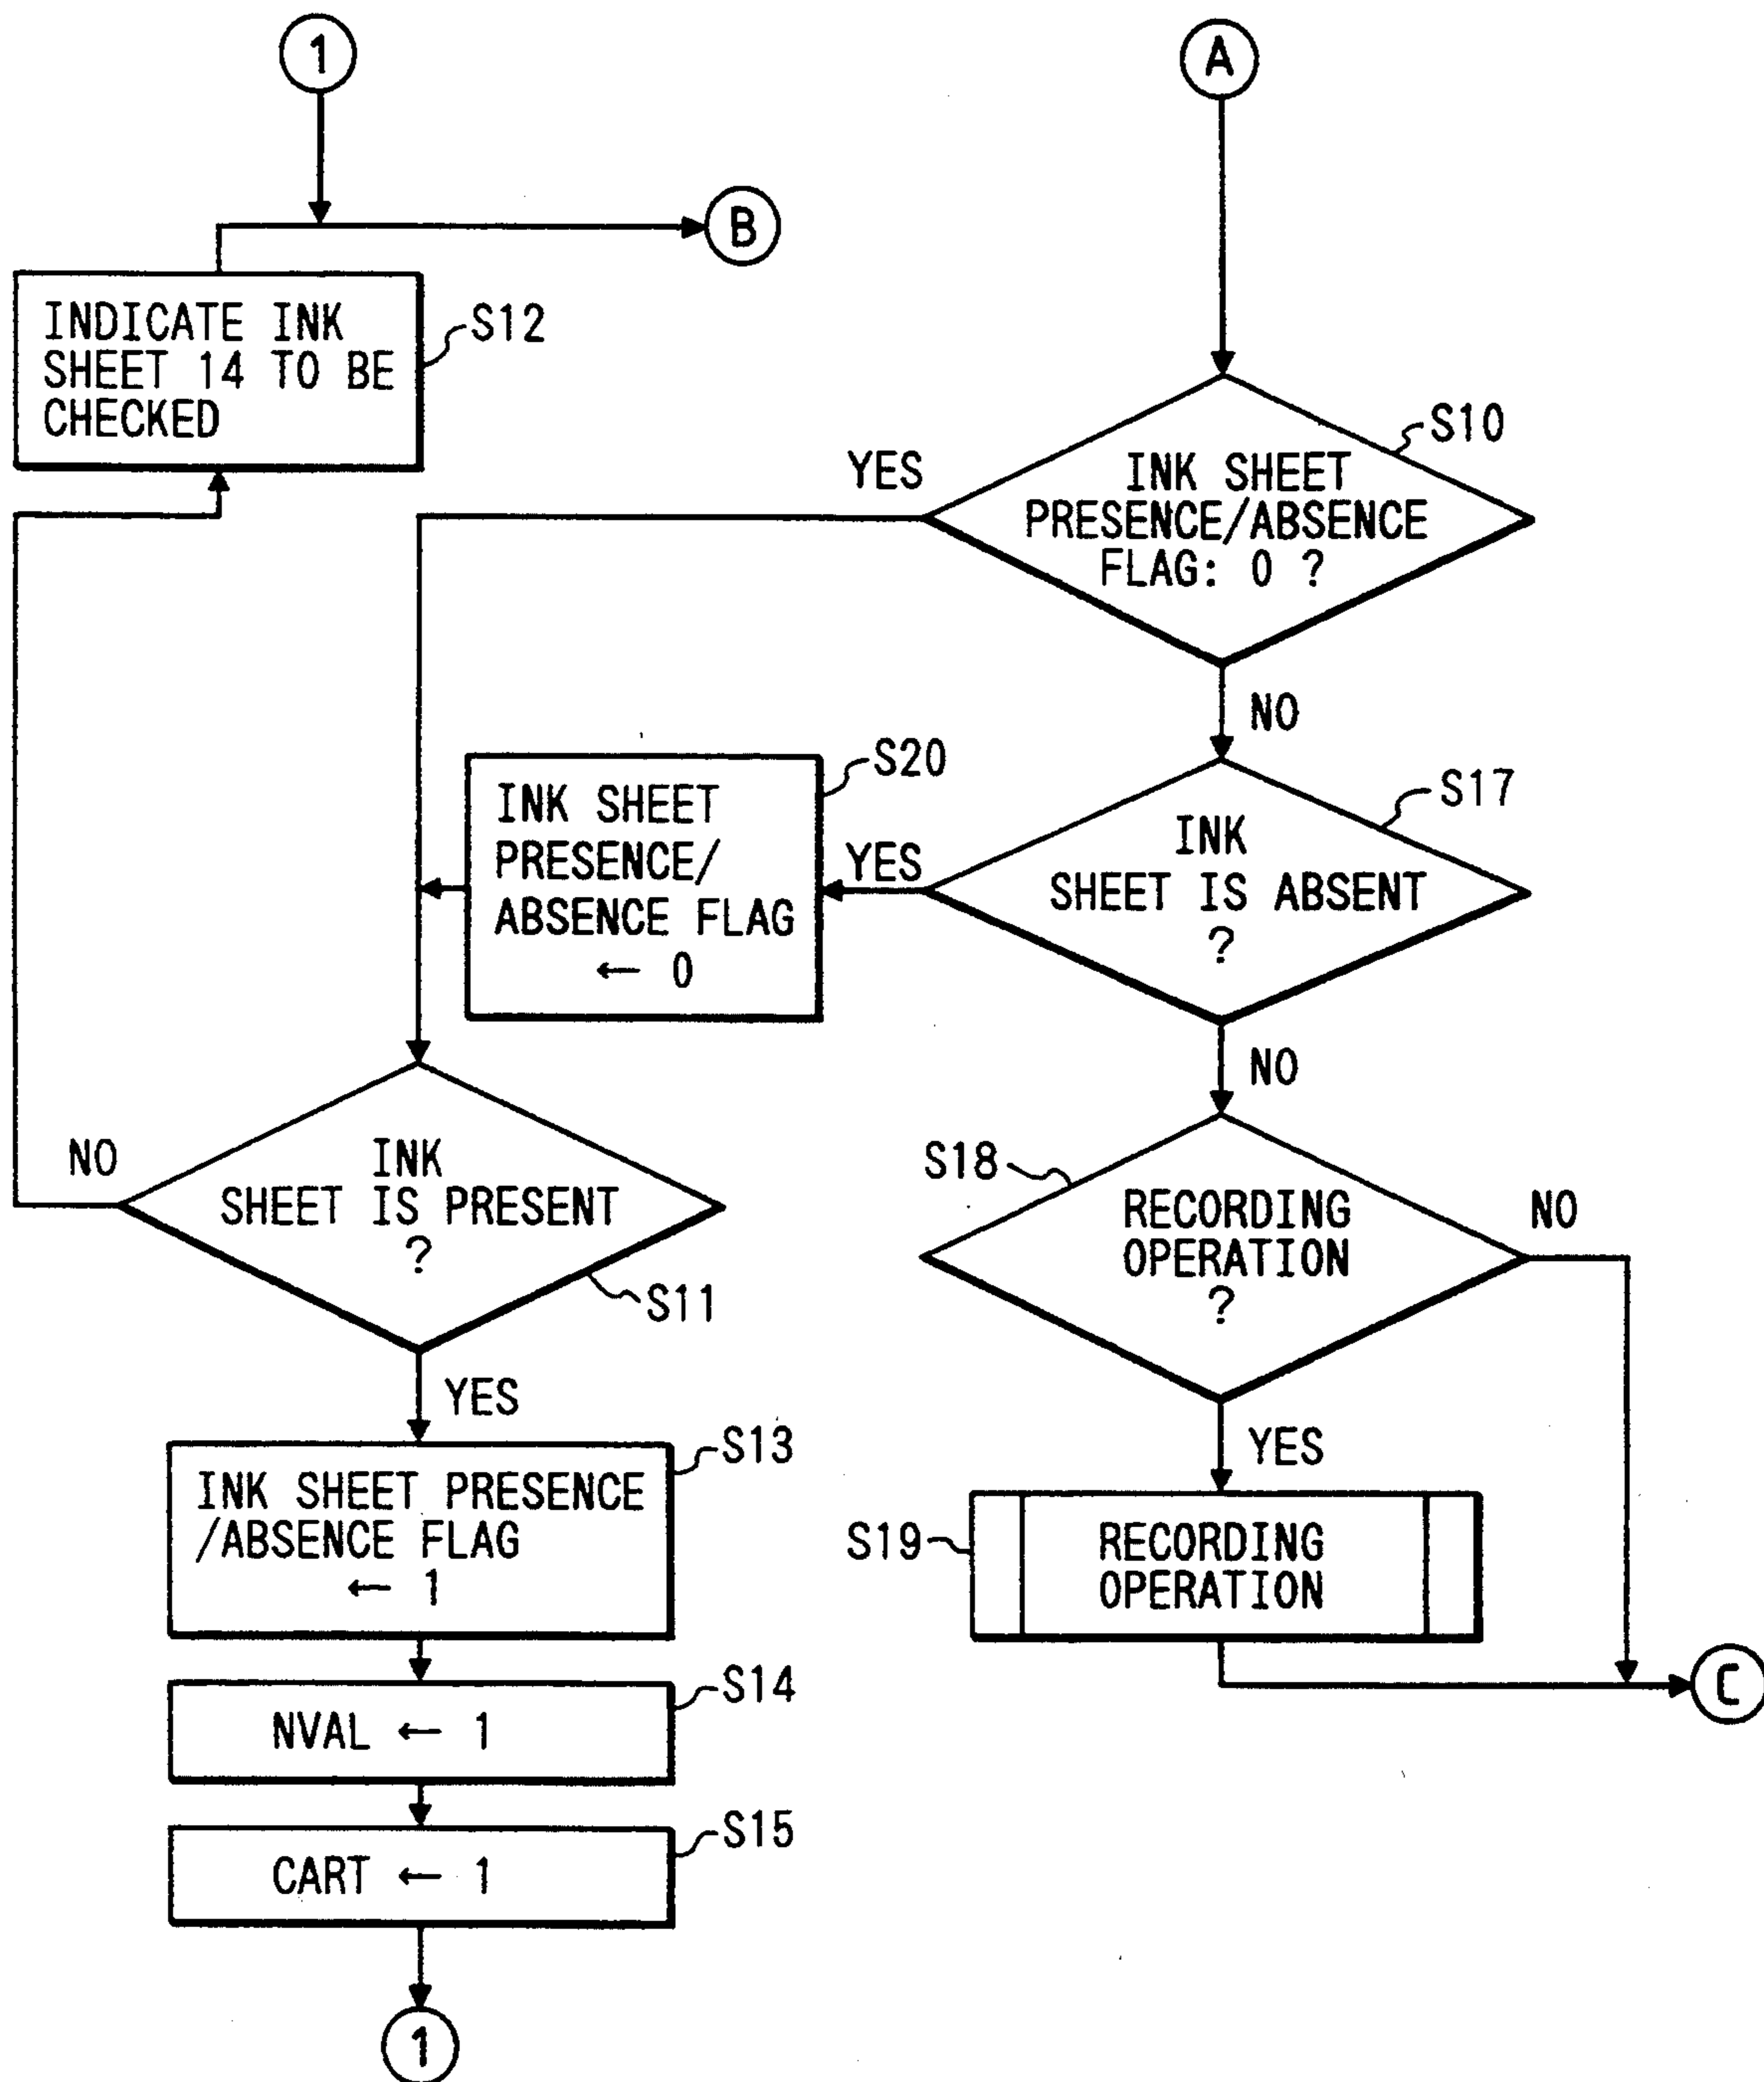 1
A
B
INDICATE INK
SHEET 14 TO BE
CHECKED
S12
S10
YES
INK SHEET
PRESENCE/ABSENCE
FLAG: 0 ?
NO
S20
INK SHEET
PRESENCE/
ABSENCE FLAG
← 0
YES
S17
INK
SHEET IS ABSENT
?
NO
NO
INK
SHEET IS PRESENT
?
S11
S18
RECORDING
OPERATION
?
NO
YES
YES
S13
INK SHEET PRESENCE
/ABSENCE FLAG
← 1
S19
RECORDING
OPERATION
S14
NVAL ← 1
C
S15
CART ← 1
1